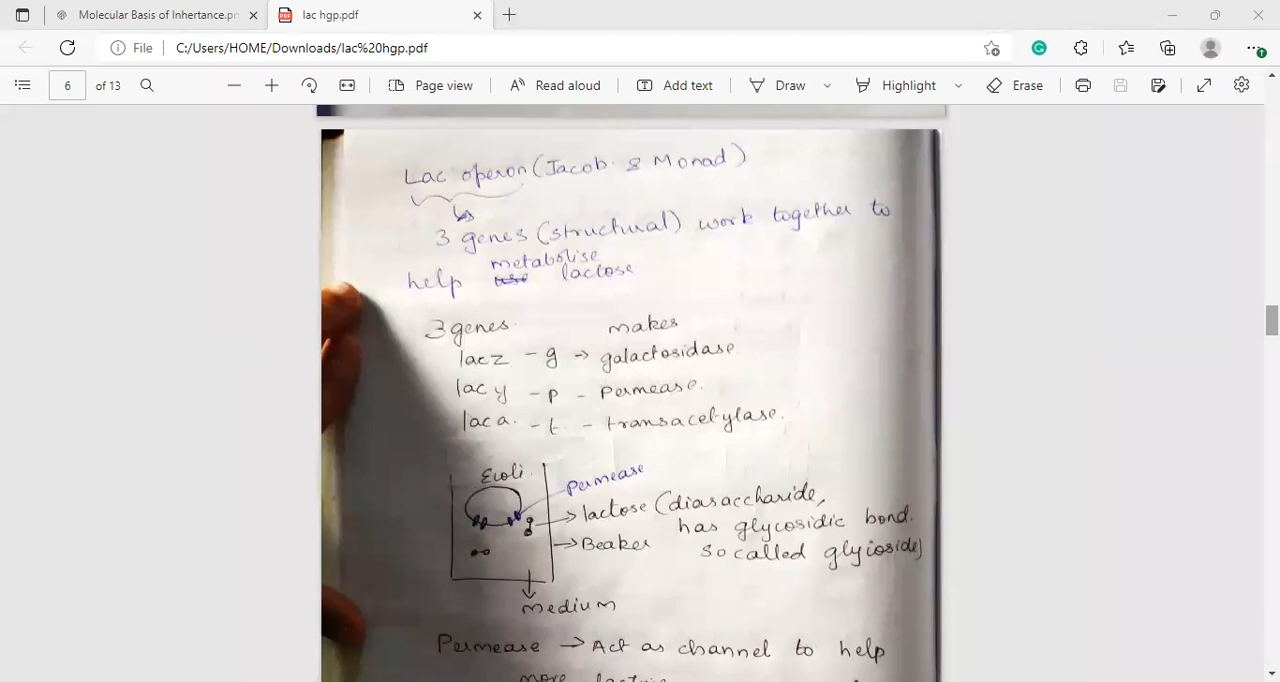 Molecular Basis of Inhertance.pr
lac hgp.pdf
File
C:/Users/HOME/Downloads/lac%20hgp.pdf
6 of 13
Page view
Read aloud
Add text
Draw
Highlight
Erase
Lac operon (Jacob & Monad)
3 genes (structural) work together to
help metabolise lactose
3 genes. makes
lac z - g → galactosidase
lac y - p - Permease.
lac a. - t - transacetylase.
Ecoli.
Permease
→ lactose (diasaccharide,
has glycosidic bond.
→ Beaker so called glycoside)
medium
Permease → Act as channel to help
more lactose